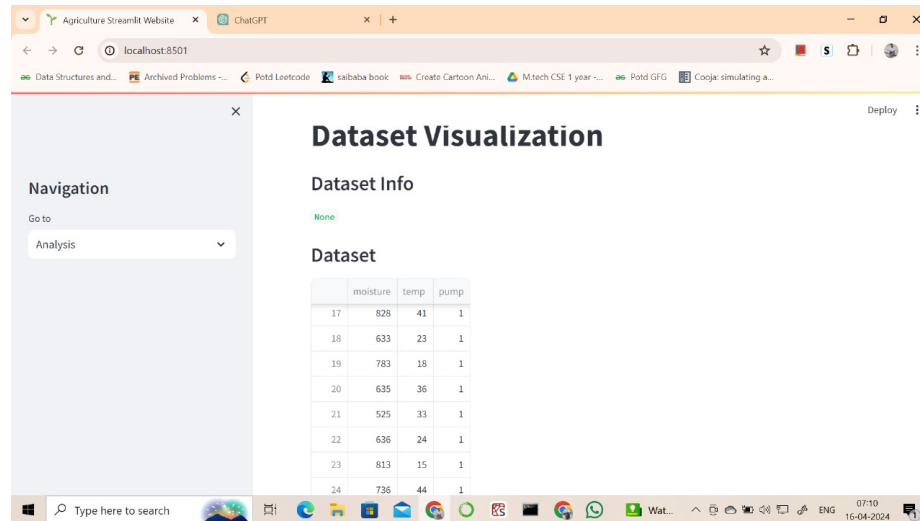 Agriculture Streamlit Website
ChatGPT
localhost:8501
S
Data Structures and...
PE Archived Problems -...
Potd Leetcode
saibaba book
Create Cartoon Ani...
M.tech CSE 1 year -...
Potd GFG
Cooja: simulating a...
Deploy
Navigation
Go to
Analysis
Dataset Visualization
Dataset Info
None
Dataset
moisture temp pump
17 828 41 1
18 633 23 1
19 783 18 1
20 635 36 1
21 525 33 1
22 636 24 1
23 813 15 1
24 736 44 1
Type here to search
Wat...
ENG
07:10
16-04-2024